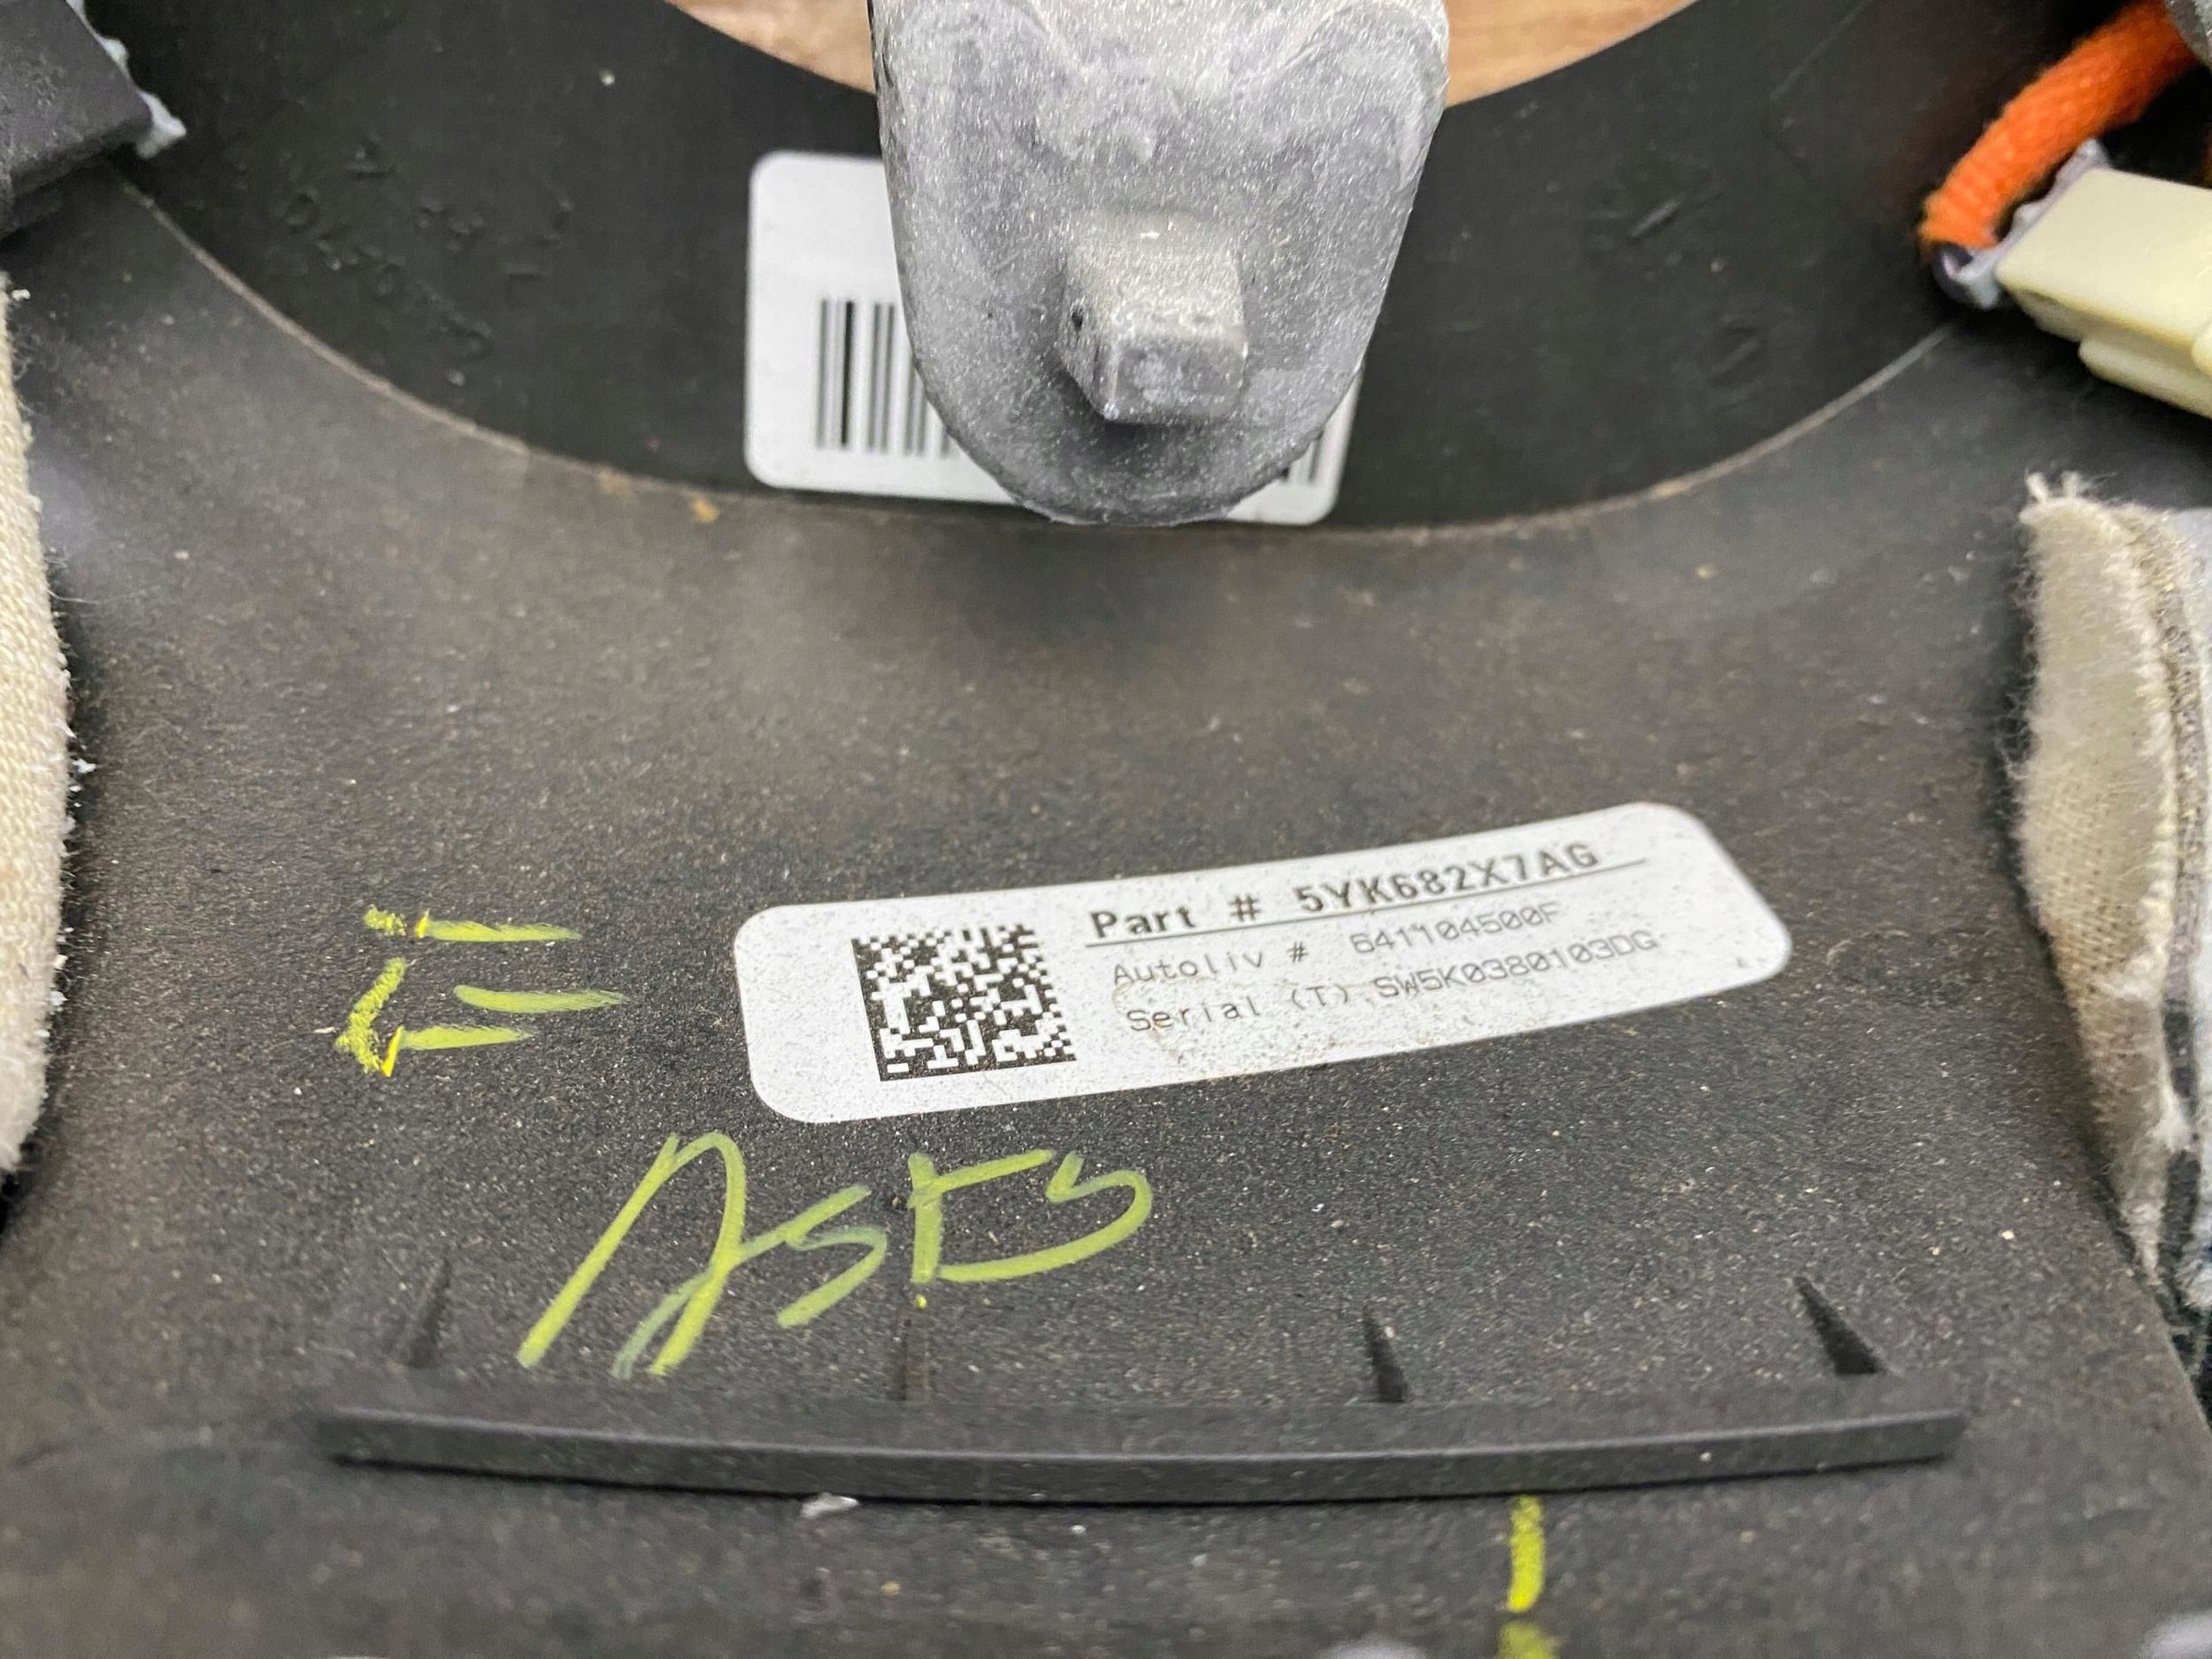 Part # 5YK682X7AG
Autoliv # 641104500F
Serial (T) SW5K0380103DG